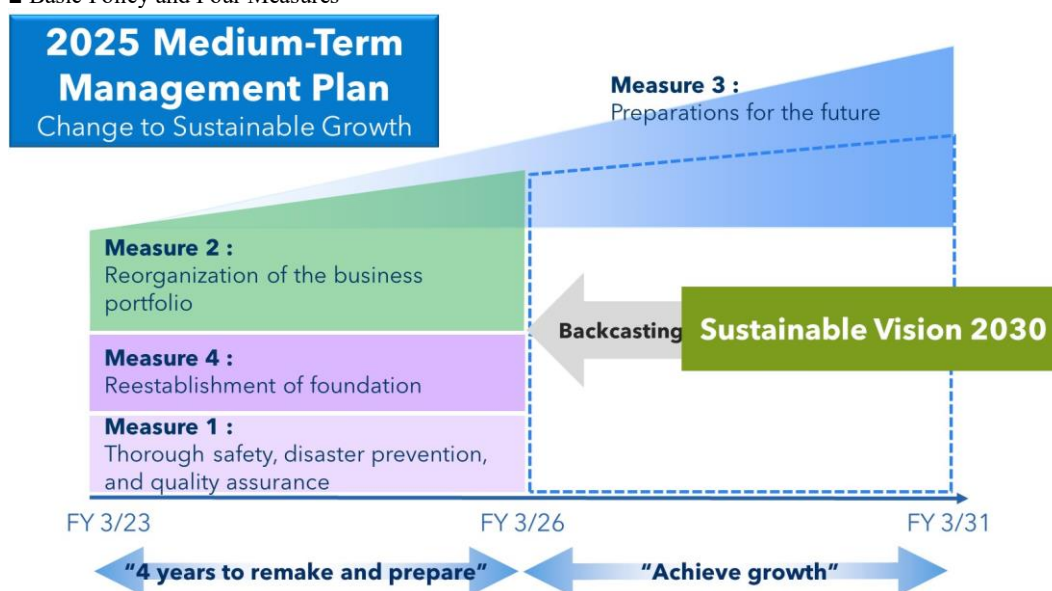 ■ Basic Policy and Four Measures
2025 Medium-Term
Management Plan
Change to Sustainable Growth
Measure 3 :
Preparations for the future
Measure 2 :
Reorganization of the business
portfolio
Backcasting
Sustainable Vision 2030
Measure 4 :
Reestablishment of foundation
Measure 1 :
Thorough safety, disaster prevention,
and quality assurance
FY 3/23
FY 3/26
FY 3/31
"4 years to remake and prepare"
"Achieve growth"